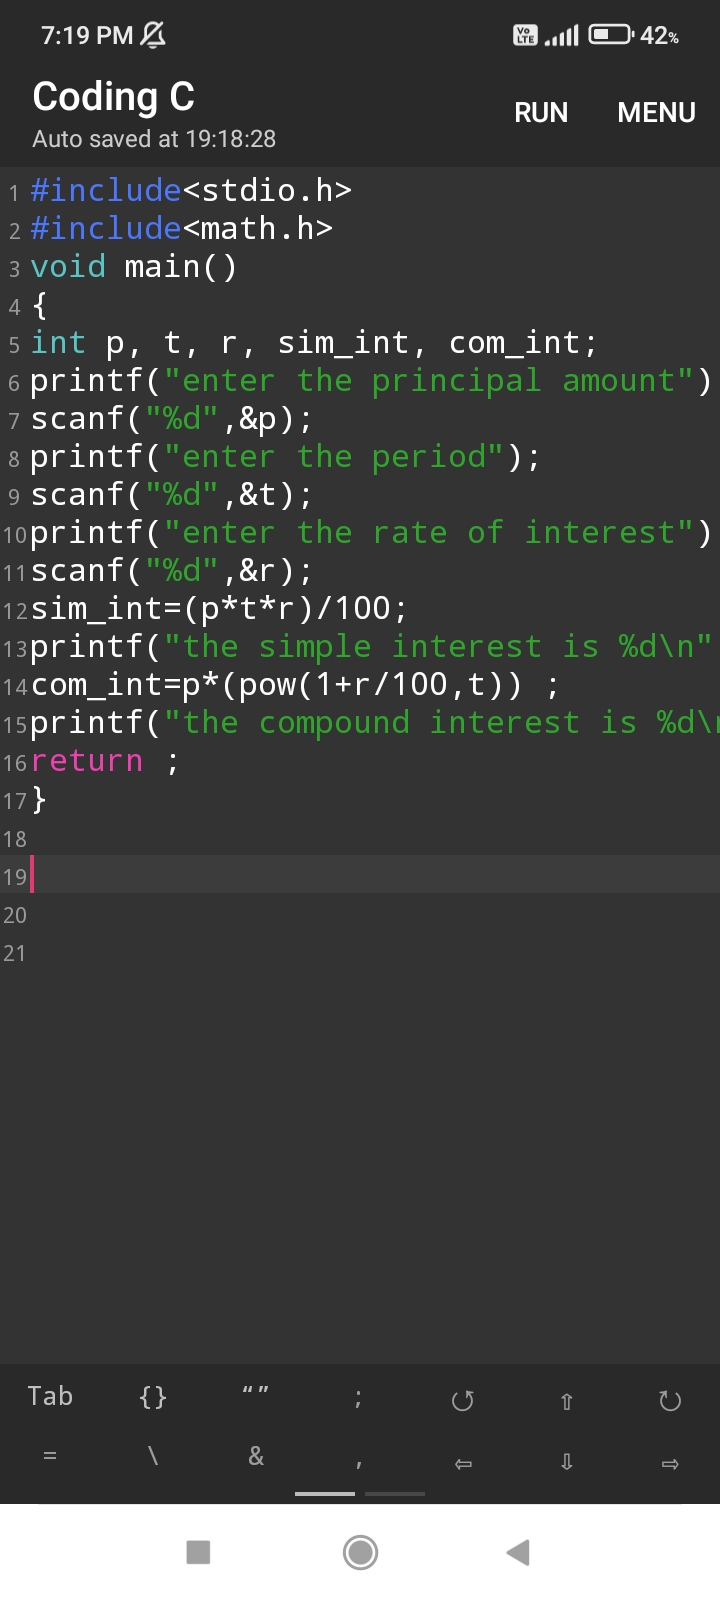 7:19 PM Vo LTE 42%
Coding C
RUN MENU
Auto saved at 19:18:28
1 #include<stdio.h>
2 #include<math.h>
3 void main()
4 {
5 int p, t, r, sim_int, com_int;
6 printf("enter the principal amount")
7 scanf("%d",&p);
8 printf("enter the period");
9 scanf("%d",&t);
10 printf("enter the rate of interest")
11 scanf("%d",&r);
12 sim_int=(p*t*r)/100;
13 printf("the simple interest is %d\n"
14 com_int=p*(pow(1+r/100,t)) ;
15 printf("the compound interest is %d\n
16 return ;
17 }
18
19
20
21
Tab {} “” ; ↺ ⇧ ↻
= \ & , ⇦ ⇩ ⇨